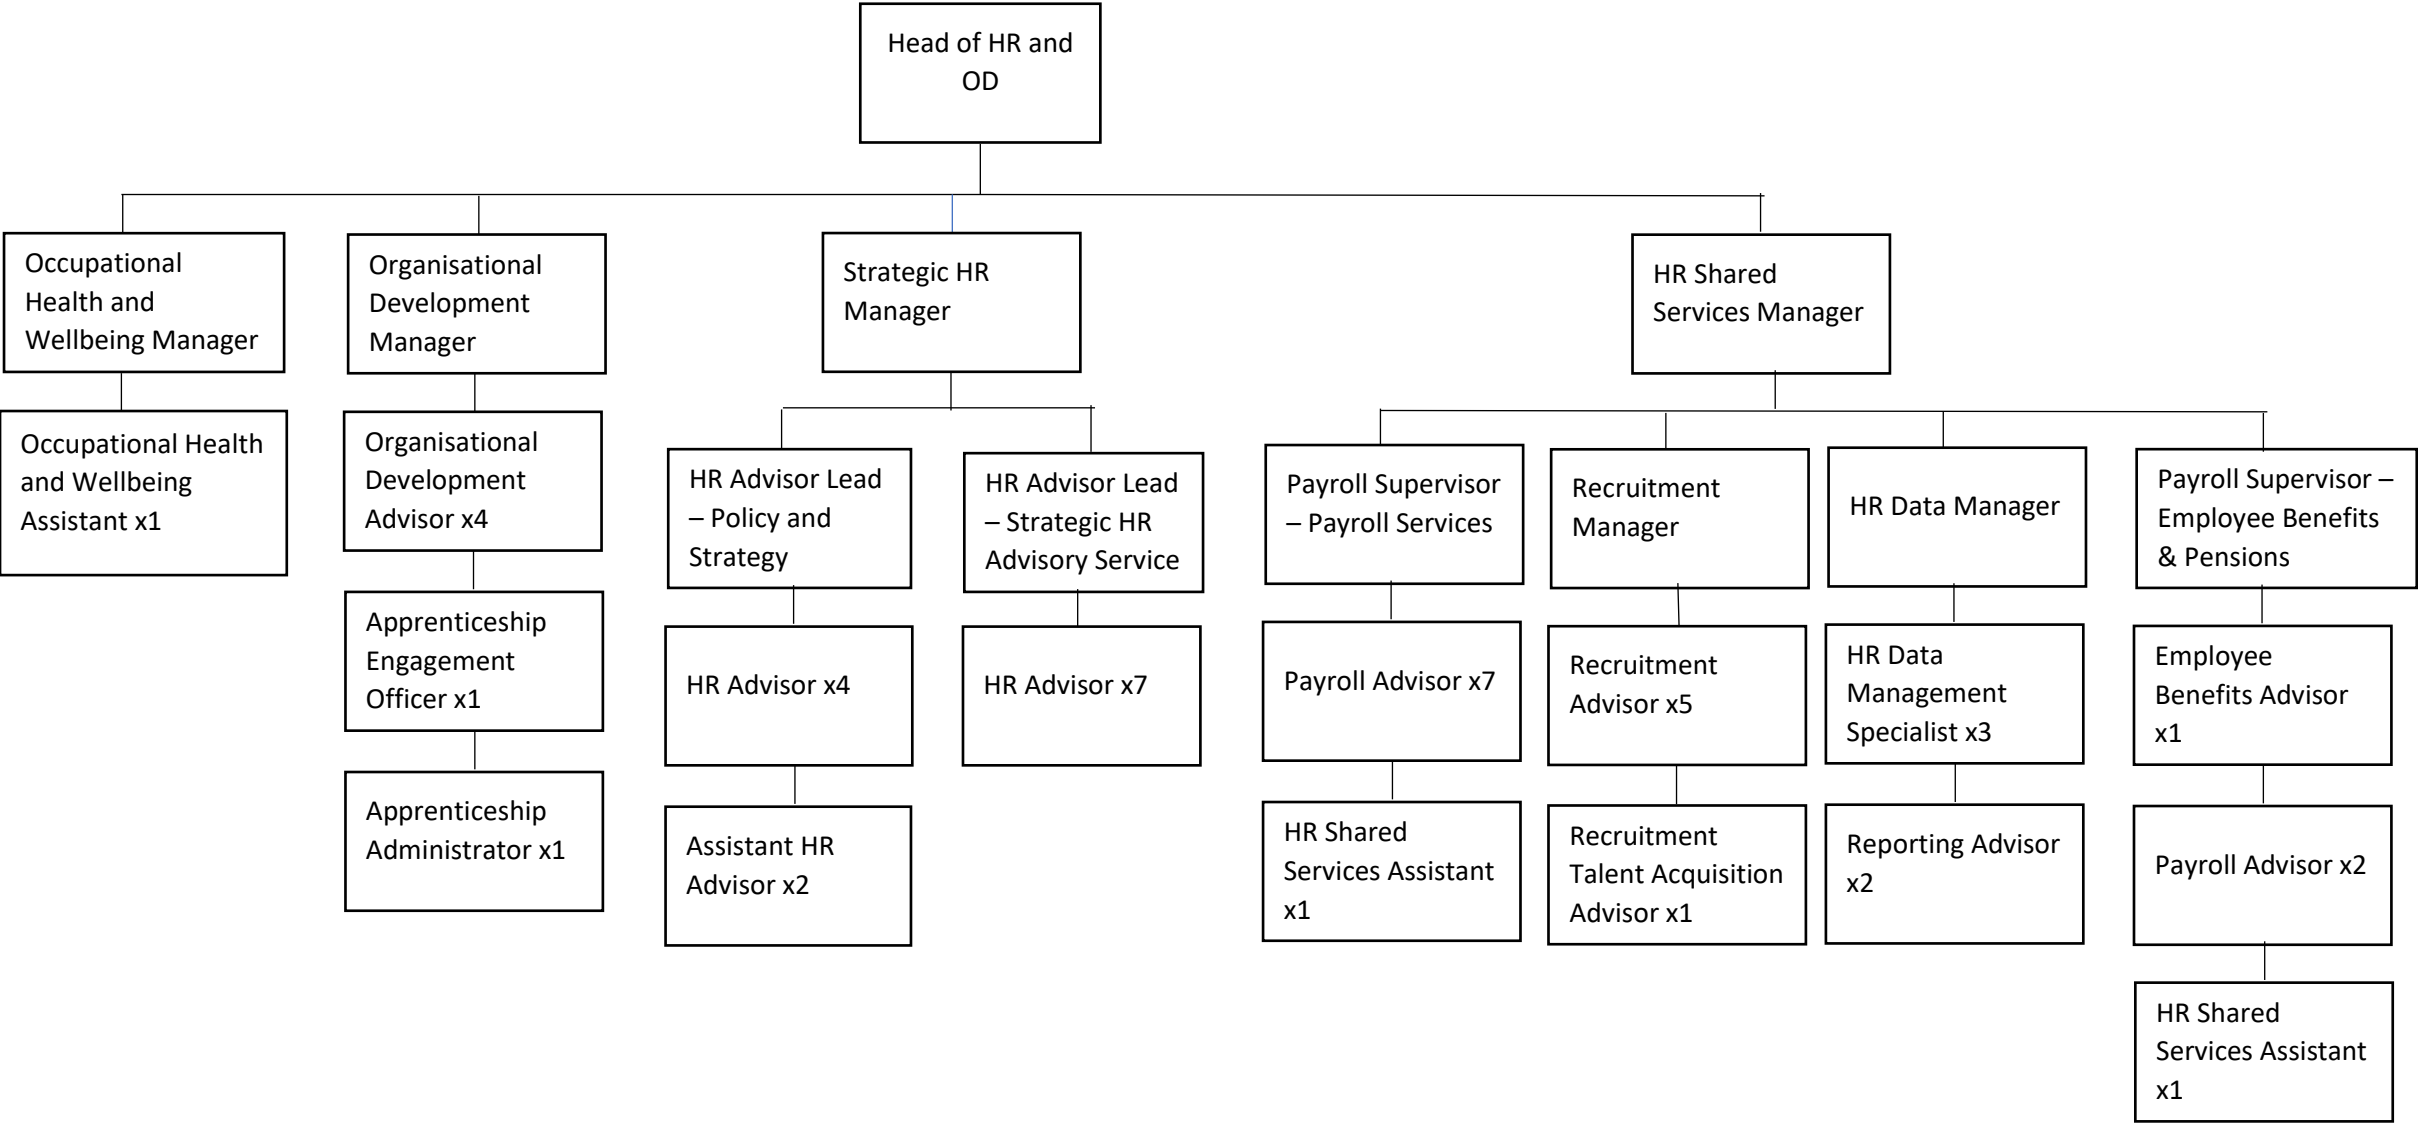 Head of HR and
OD
Occupational
Health and
Wellbeing Manager
Organisational
Development
Manager
Strategic HR
Manager
HR Shared
Services Manager
Occupational Health
and Wellbeing
Assistant x1
Organisational
Development
Advisor x4
HR Advisor Lead
– Policy and
Strategy
HR Advisor Lead
– Strategic HR
Advisory Service
Payroll Supervisor
– Payroll Services
Recruitment
Manager
HR Data Manager
Payroll Supervisor –
Employee Benefits
& Pensions
Apprenticeship
Engagement
Officer x1
HR Advisor x4
HR Advisor x7
Payroll Advisor x7
Recruitment
Advisor x5
HR Data
Management
Specialist x3
Employee
Benefits Advisor
x1
Apprenticeship
Administrator x1
Assistant HR
Advisor x2
HR Shared
Services Assistant
x1
Recruitment
Talent Acquisition
Advisor x1
Reporting Advisor
x2
Payroll Advisor x2
HR Shared
Services Assistant
x1